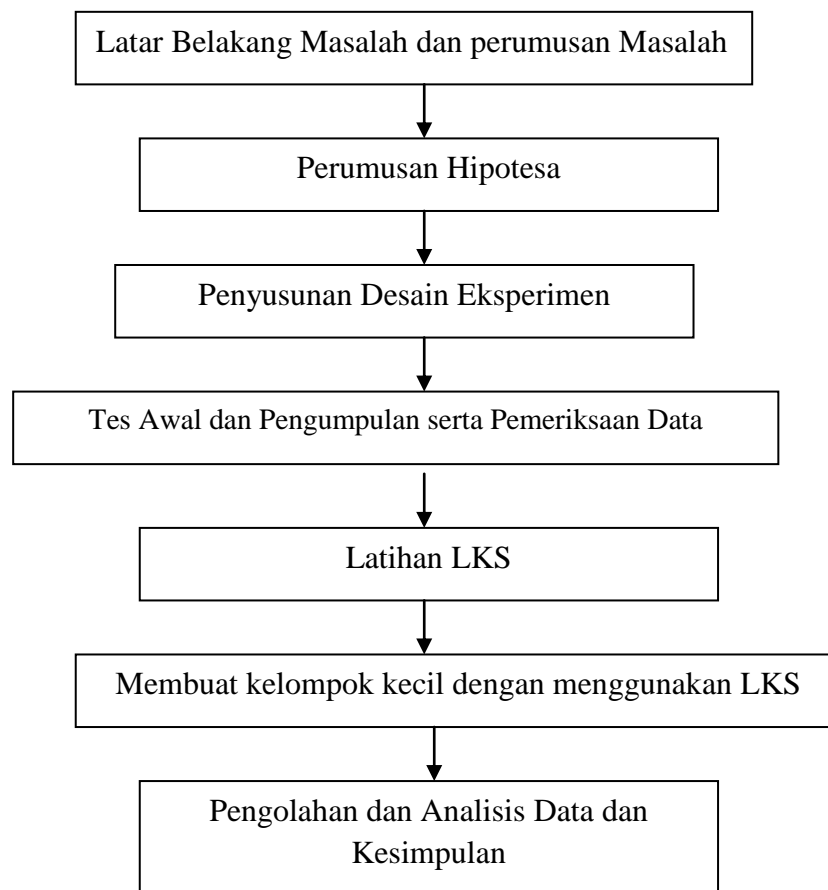 Latar Belakang Masalah dan perumusan Masalah
Perumusan Hipotesa
Penyusunan Desain Eksperimen
Tes Awal dan Pengumpulan serta Pemeriksaan Data
Latihan LKS
Membuat kelompok kecil dengan menggunakan LKS
Pengolahan dan Analisis Data dan
Kesimpulan